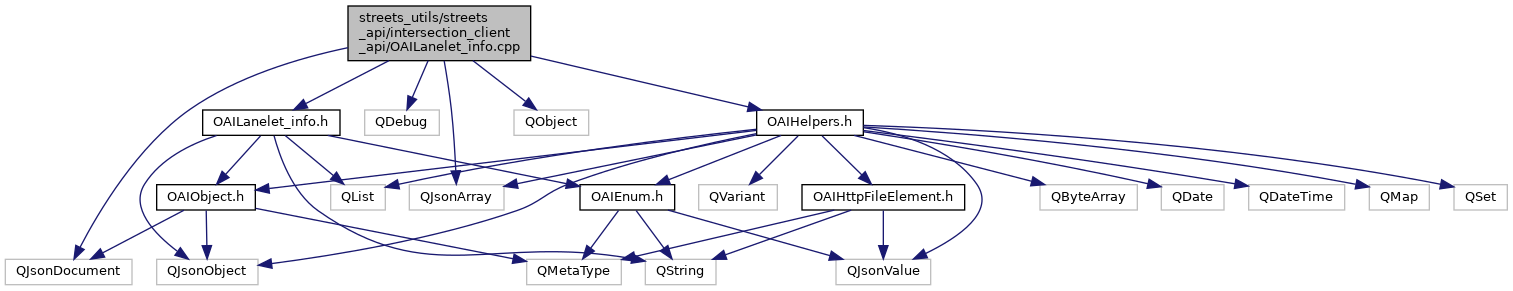 streets_utils/streets
_api/intersection_client
_api/OAILanelet_info.cpp
OAILanelet_info.h
QDebug
QObject
OAIHelpers.h
OAIObject.h
QList
QJsonArray
OAIEnum.h
QVariant
OAIHttpFileElement.h
QByteArray
QDate
QDateTime
QMap
QSet
QJsonDocument
QJsonObject
QMetaType
QString
QJsonValue